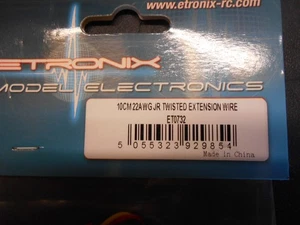 www.etronix-rc.com
ETRONIX
MODEL ELECTRONICS
10CM 22AWG JR TWISTED EXTENSION WIRE
ET0732
5 055323 929854
Made in China